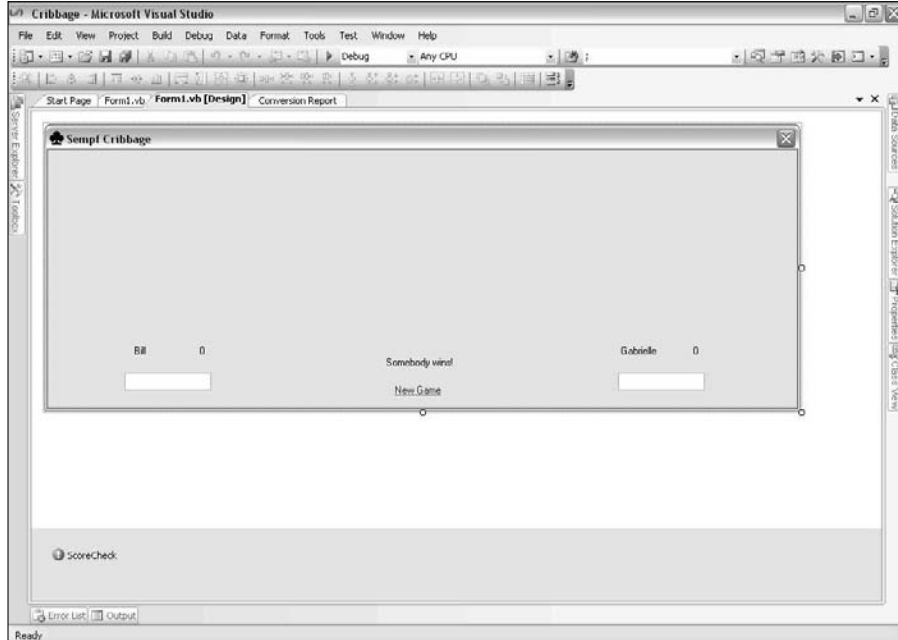 Cribbage - Microsoft Visual Studio
File Edit View Project Build Debug Data Format Tools Test Window Help
Debug Any CPU
Start Page Form1.vb Form1.vb [Design] Conversion Report
Server Explorer
Toolbox
Sempf Cribbage
Bill 0
Somebody wins!
Gabrielle 0
New Game
ScoreCheck
Data Sources
Solution Explorer
Properties
Class View
Error List Output
Ready